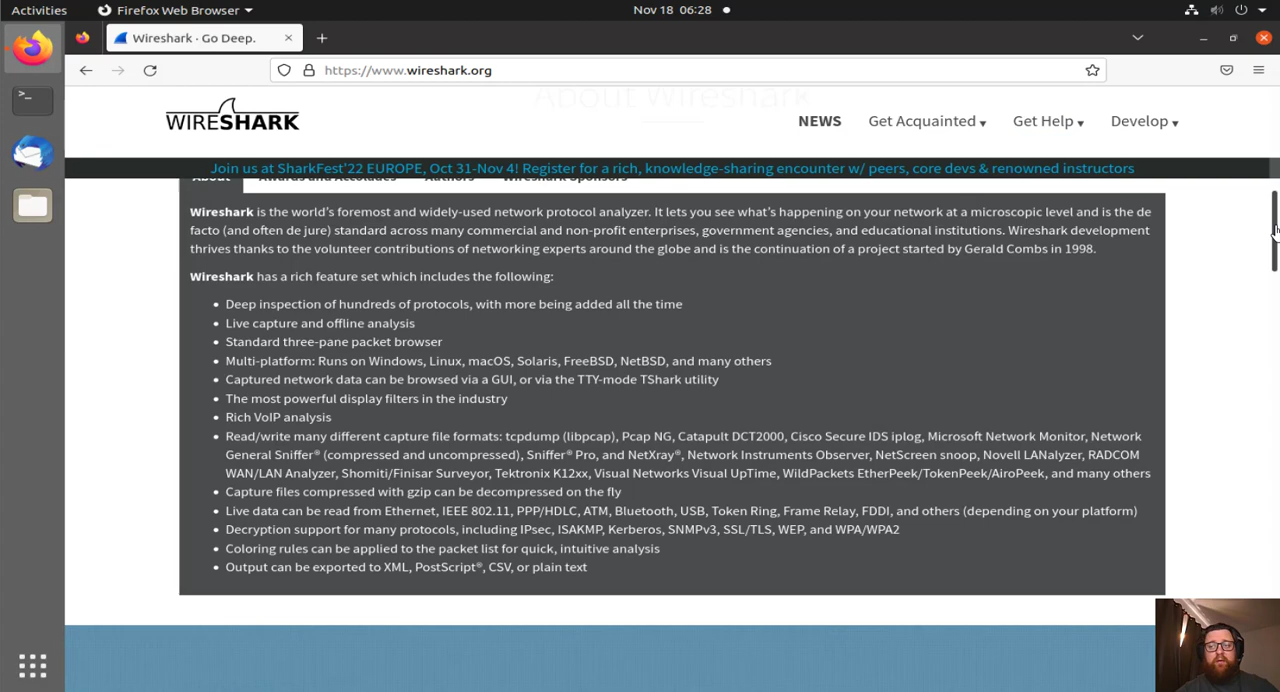 Activities
Firefox Web Browser
Nov 18 06:28
Wireshark · Go Deep.
https://www.wireshark.org
About Wireshark
WIRESHARK
NEWS
Get Acquainted
Get Help
Develop
Join us at SharkFest'22 EUROPE, Oct 31-Nov 4! Register for a rich, knowledge-sharing encounter w/ peers, core devs & renowned instructors
About
Awards and Accolades
Authors
Wireshark Sponsors
Wireshark is the world's foremost and widely-used network protocol analyzer. It lets you see what's happening on your network at a microscopic level and is the de
facto (and often de jure) standard across many commercial and non-profit enterprises, government agencies, and educational institutions. Wireshark development
thrives thanks to the volunteer contributions of networking experts around the globe and is the continuation of a project started by Gerald Combs in 1998.
Wireshark has a rich feature set which includes the following:
• Deep inspection of hundreds of protocols, with more being added all the time
• Live capture and offline analysis
• Standard three-pane packet browser
• Multi-platform: Runs on Windows, Linux, macOS, Solaris, FreeBSD, NetBSD, and many others
• Captured network data can be browsed via a GUI, or via the TTY-mode TShark utility
• The most powerful display filters in the industry
• Rich VoIP analysis
• Read/write many different capture file formats: tcpdump (libpcap), Pcap NG, Catapult DCT2000, Cisco Secure IDS iplog, Microsoft Network Monitor, Network
General Sniffer® (compressed and uncompressed), Sniffer® Pro, and NetXray®, Network Instruments Observer, NetScreen snoop, Novell LANalyzer, RADCOM
WAN/LAN Analyzer, Shomiti/Finisar Surveyor, Tektronix K12xx, Visual Networks Visual UpTime, WildPackets EtherPeek/TokenPeek/AiroPeek, and many others
• Capture files compressed with gzip can be decompressed on the fly
• Live data can be read from Ethernet, IEEE 802.11, PPP/HDLC, ATM, Bluetooth, USB, Token Ring, Frame Relay, FDDI, and others (depending on your platform)
• Decryption support for many protocols, including IPsec, ISAKMP, Kerberos, SNMPv3, SSL/TLS, WEP, and WPA/WPA2
• Coloring rules can be applied to the packet list for quick, intuitive analysis
• Output can be exported to XML, PostScript®, CSV, or plain text